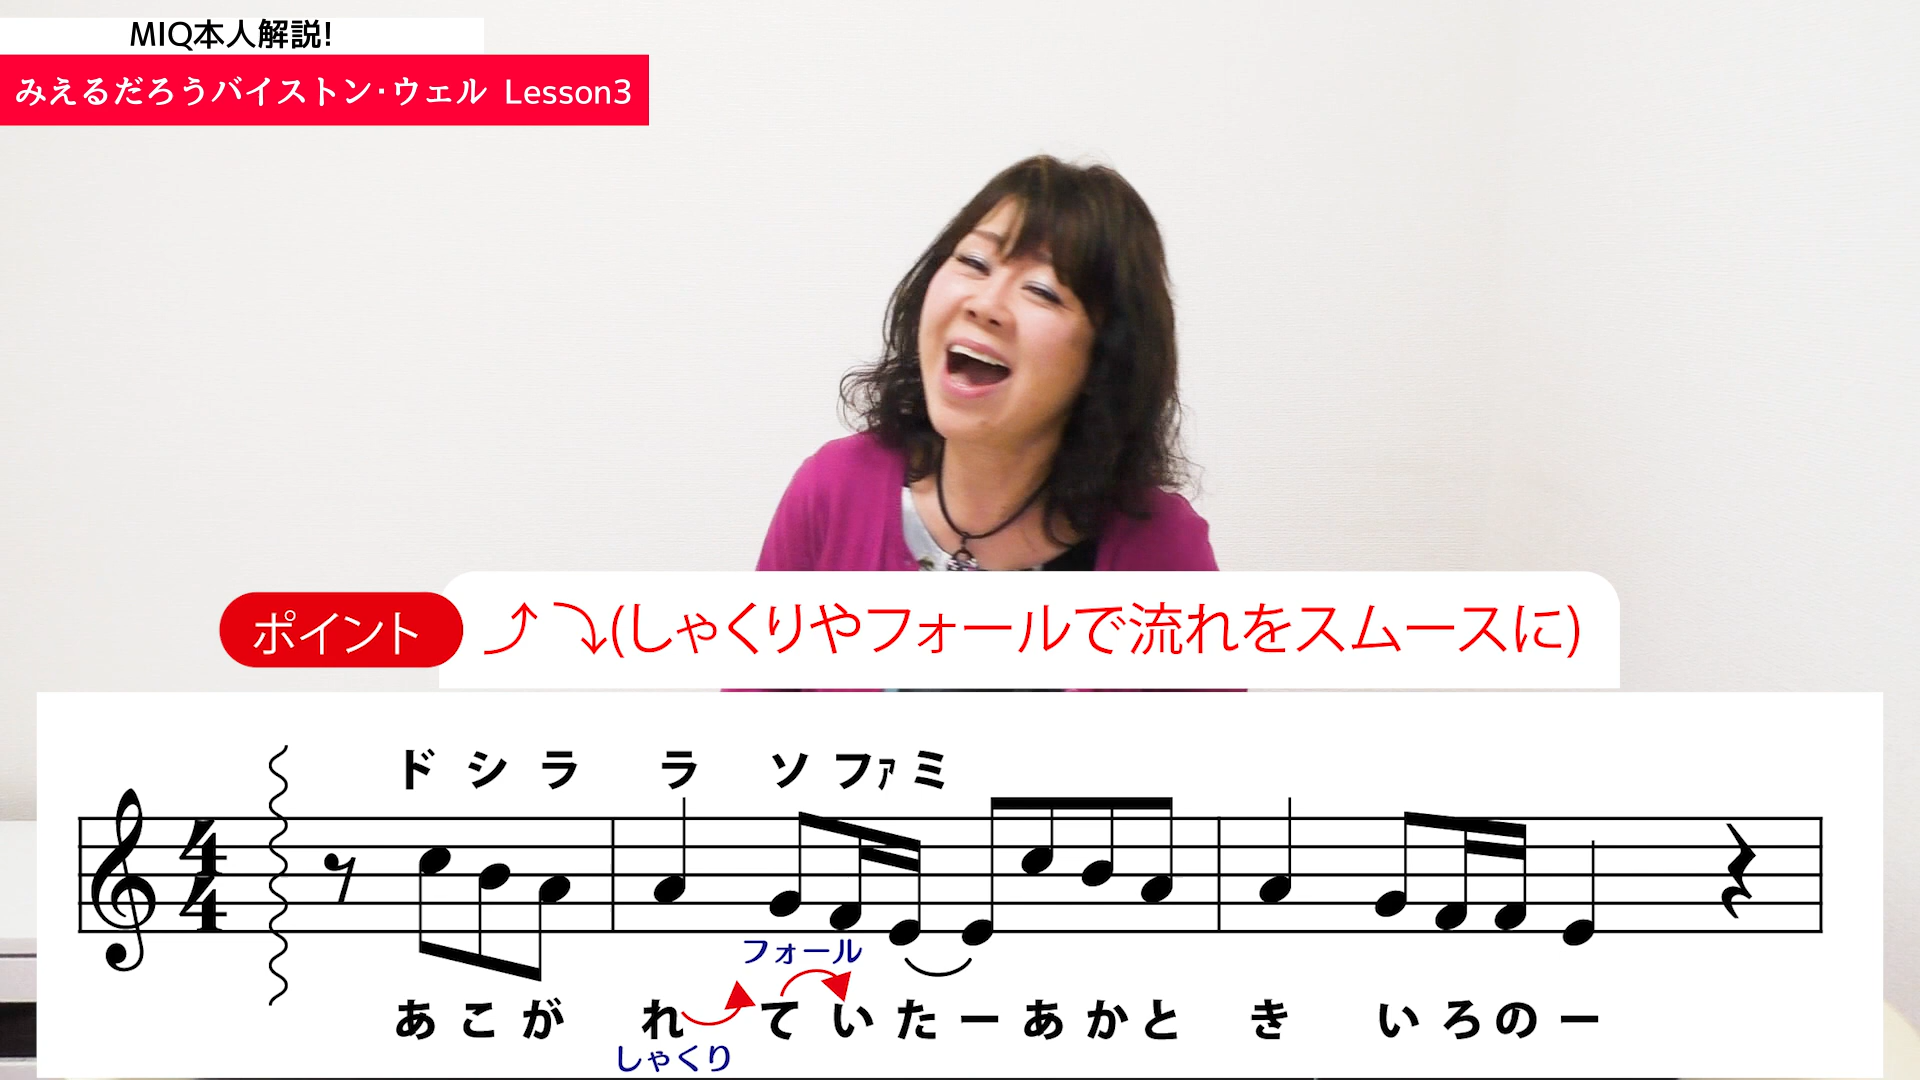 MIQ本人解説!
みえるだろうバイストン・ウェル Lesson3
ポイント
(しゃくりやフォールで流れをスムースに)
ドシラ ラ ソファミ
4
4
フォール
あこが れ ていたーあかと き いろのー
しゃくり